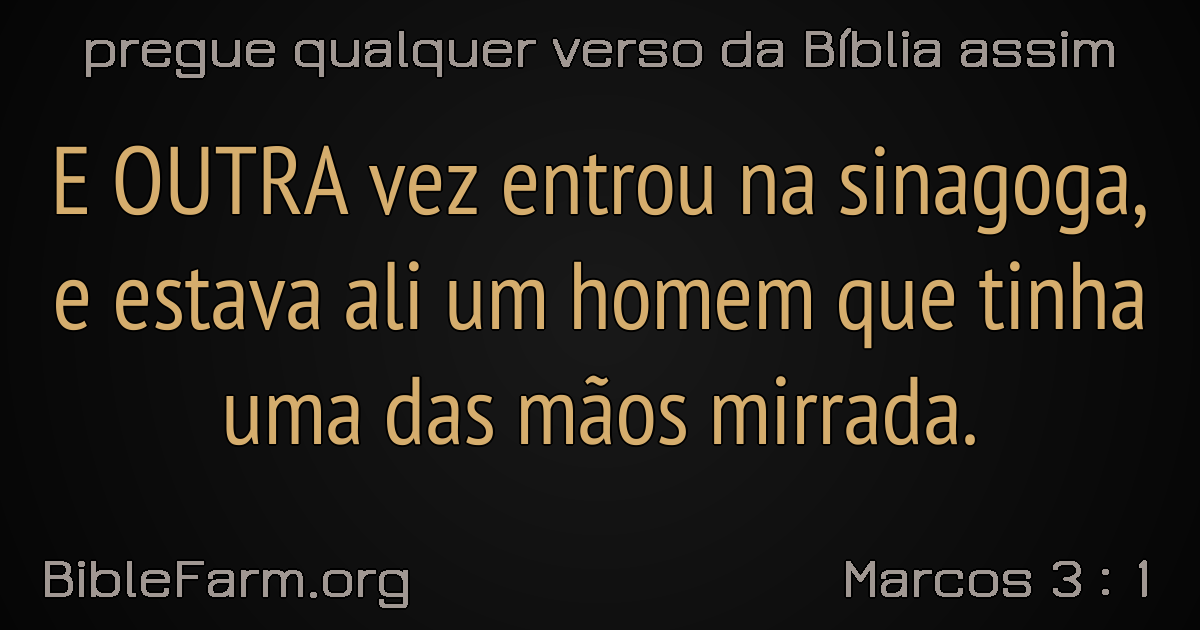 pregue qualquer verso da Bíblia assim
E OUTRA vez entrou na sinagoga,
e estava ali um homem que tinha
uma das mãos mirrada.
BibleFarm.org
Marcos 3 : 1